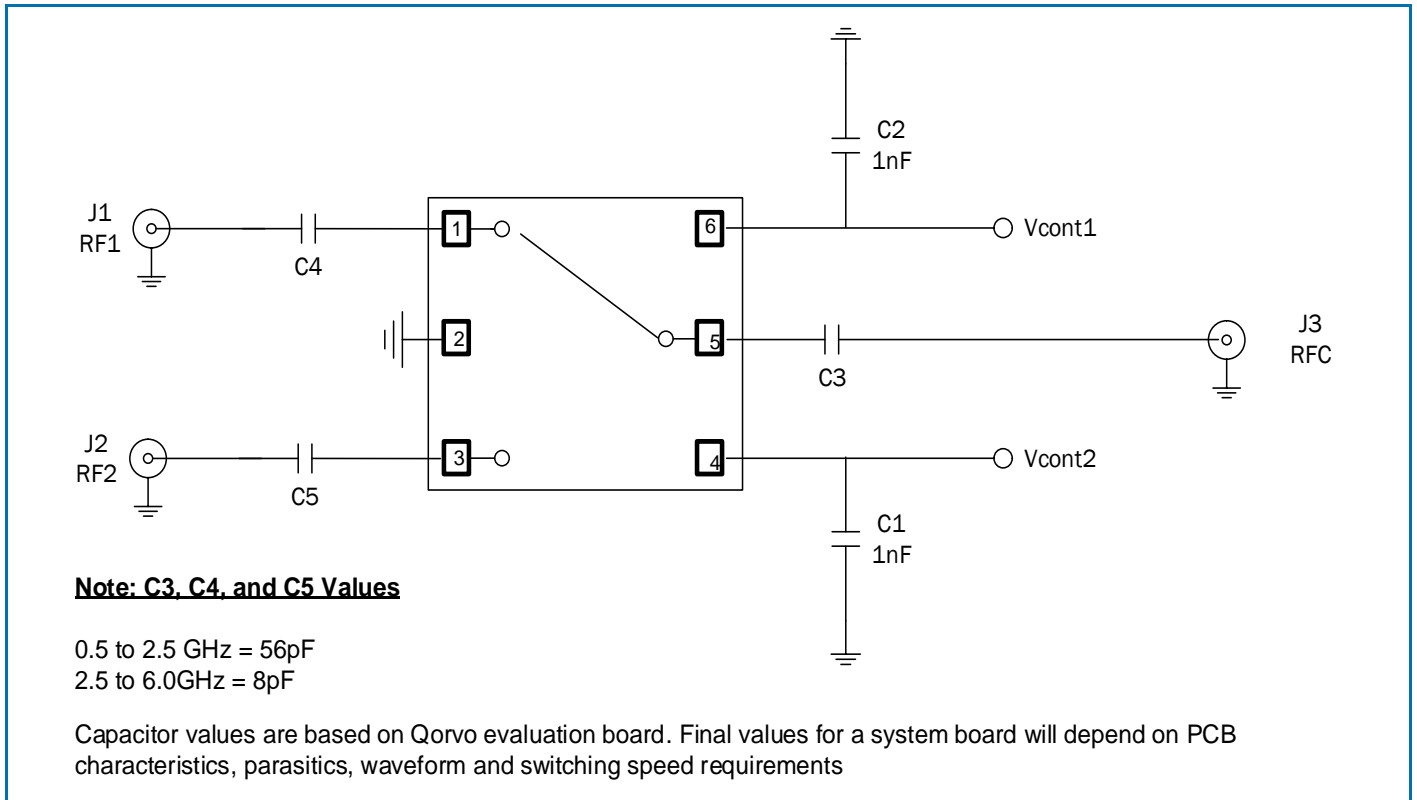 C2
1nF
J1
RF1
C4
1
6
Vcont1
2
5
C3
J3
RFC
J2
RF2
C5
3
4
Vcont2
C1
1nF
Note: C3, C4, and C5 Values
0.5 to 2.5 GHz = 56pF
2.5 to 6.0GHz = 8pF
Capacitor values are based on Qorvo evaluation board. Final values for a system board will depend on PCB
characteristics, parasitics, waveform and switching speed requirements